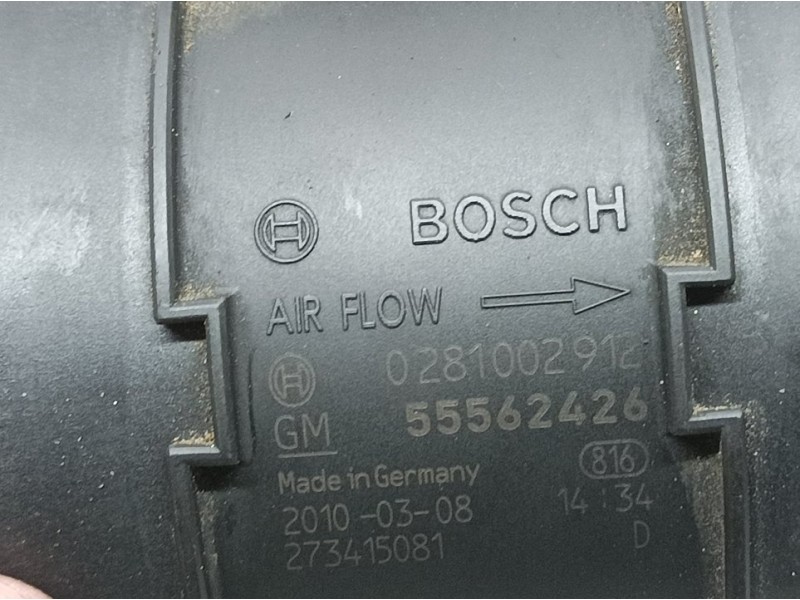 BOSCH
AIR FLOW
0281002912
GM 55562426
Made in Germany 816
2010-03-08 14:34
273415081 D